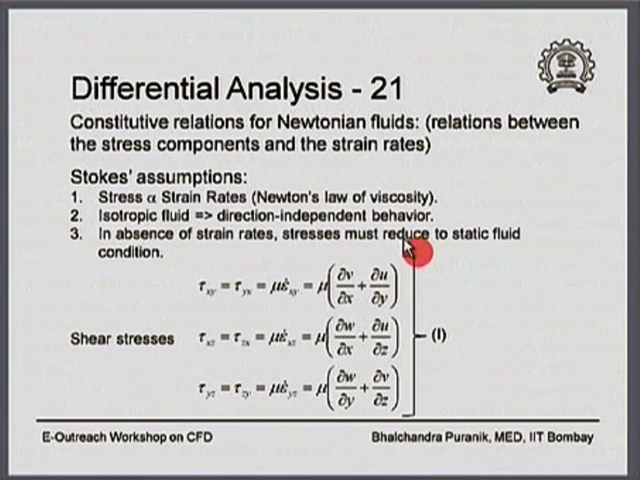 Differential Analysis - 21
Constitutive relations for Newtonian fluids: (relations between
the stress components and the strain rates)
Stokes' assumptions:
1. Stress α Strain Rates (Newton's law of viscosity).
2. Isotropic fluid => direction-independent behavior.
3. In absence of strain rates, stresses must reduce to static fluid
condition.
τxy = τyx = με̇xy = μ(∂v/∂x + ∂u/∂y)
Shear stresses τxz = τzx = με̇xz = μ(∂w/∂x + ∂u/∂z) (I)
τyz = τzy = με̇yz = μ(∂w/∂y + ∂v/∂z)
E-Outreach Workshop on CFD Bhalchandra Puranik, MED, IIT Bombay